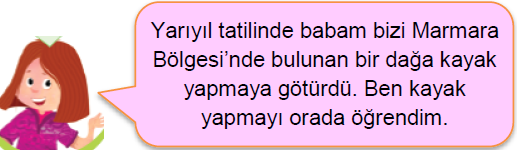 Yarıyıl tatilinde babam bizi Marmara
Bölgesi’nde bulunan bir dağa kayak
yapmaya götürdü. Ben kayak
yapmayı orada öğrendim.